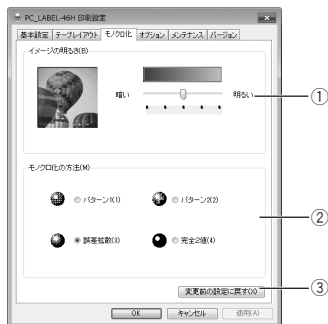 PC_LABEL-46H 印刷設定
基本設定 テープレイアウト モノクロ化 オプション メンテナンス バージョン
イメージの明るさ(B)
暗い 明るい
①
モノクロ化の方法(M)
パターン1(1) パターン2(2)
②
誤差拡散(3) 完全2値(4)
変更前の設定に戻す(X)
③
OK キャンセル 適用(A)